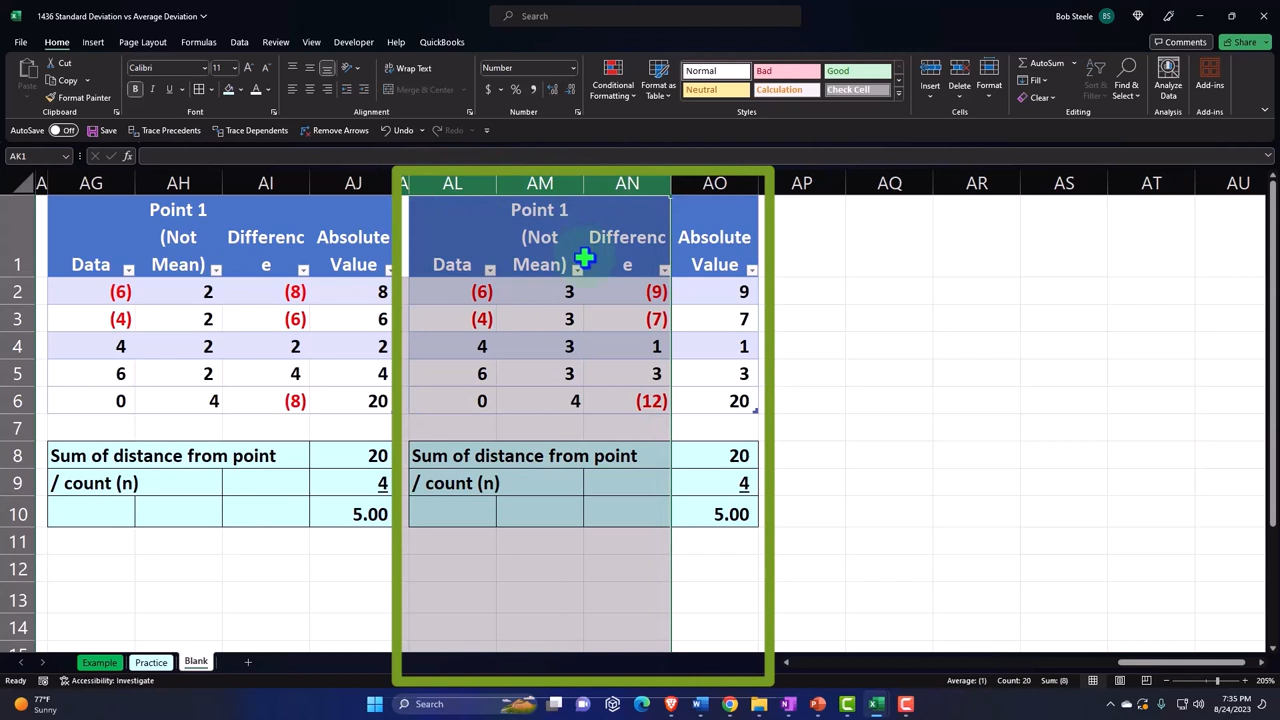 1436 Standard Deviation vs Average Deviation
Search
Bob Steele BS
File Home Insert Page Layout Formulas Data Review View Developer Help QuickBooks
Comments Share
Cut
Copy
Format Painter
Paste
Clipboard
Calibri 11
B I U
Font
Wrap Text
Merge & Center
Alignment
Number
$ %
Number
Conditional Formatting
Format as Table
Normal Bad Good
Neutral Calculation Check Cell
Styles
Insert Delete Format
Cells
AutoSum
Fill
Clear
Sort & Filter
Find & Select
Editing
Analyze Data
Analysis
Add-ins
Add-ins
AutoSave Off Save Trace Precedents Trace Dependents Remove Arrows Undo Redo
AK1 fx
A AG AH AI AJ A AL AM AN AO AP AQ AR AS AT AU
Point 1 Point 1
(Not Differenc Absolute (Not Differenc Absolute
1 Data Mean) e Value Data Mean) e Value
2 (6) 2 (8) 8 (6) 3 (9) 9
3 (4) 2 (6) 6 (4) 3 (7) 7
4 4 2 2 2 4 3 1 1
5 6 2 4 4 6 3 3 3
6 0 4 (8) 20 0 4 (12) 20
7
8 Sum of distance from point 20 Sum of distance from point 20
9 / count (n) 4 / count (n) 4
10 5.00 5.00
11
12
13
14
15
Example Practice Blank
Ready Accessibility: Investigate Average: (1) Count: 20 Sum: (8) 205%
77°F
Sunny
Search
7:35 PM
8/24/2023